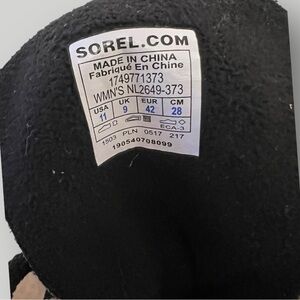 SOREL.COM
MADE IN CHINA
Fabriqué En Chine
1749771373
WMN'S NL2649-373
USA UK EUR CM
11 9 42 28
ECA-3
1503 PLN 0517 217
190540708099